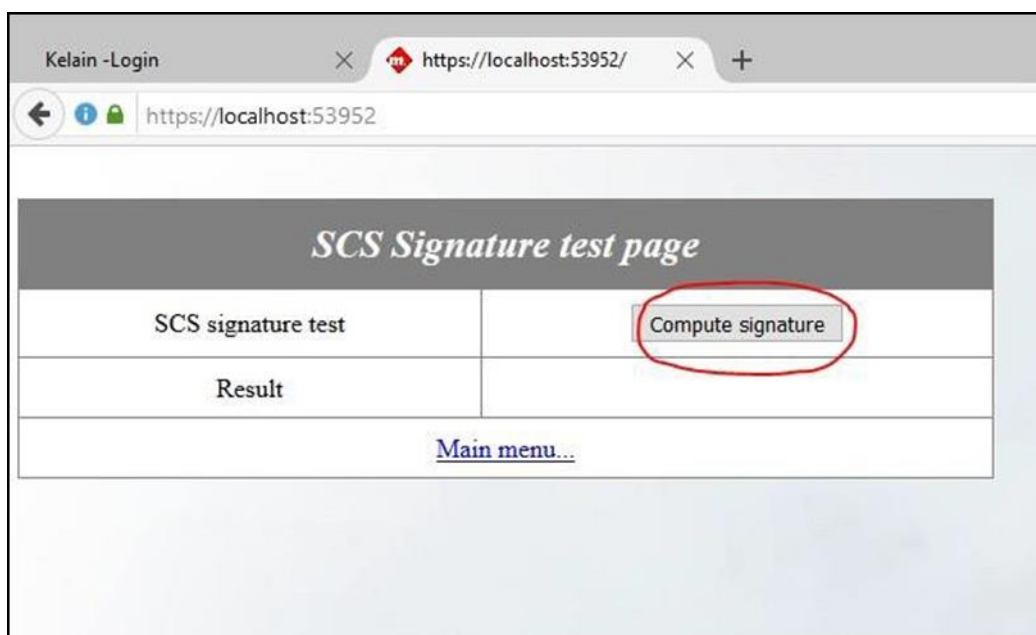 Kelain -Login
m.
https://localhost:53952/
https://localhost:53952
SCS Signature test page
SCS signature test
Compute signature
Result
Main menu...